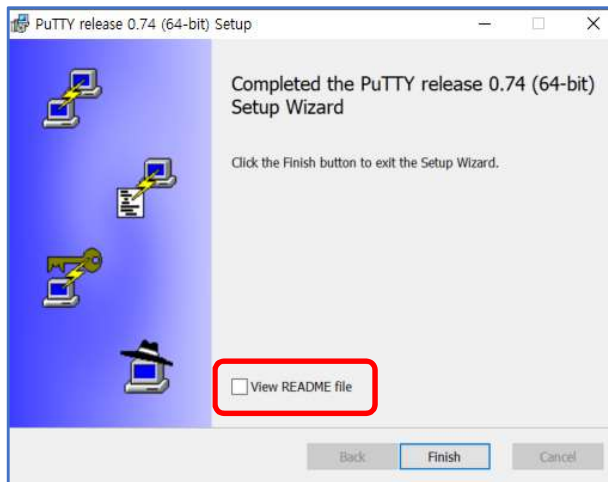 PuTTY release 0.74 (64-bit) Setup
Completed the PuTTY release 0.74 (64-bit)
Setup Wizard
Click the Finish button to exit the Setup Wizard.
View README file
Back Finish Cancel